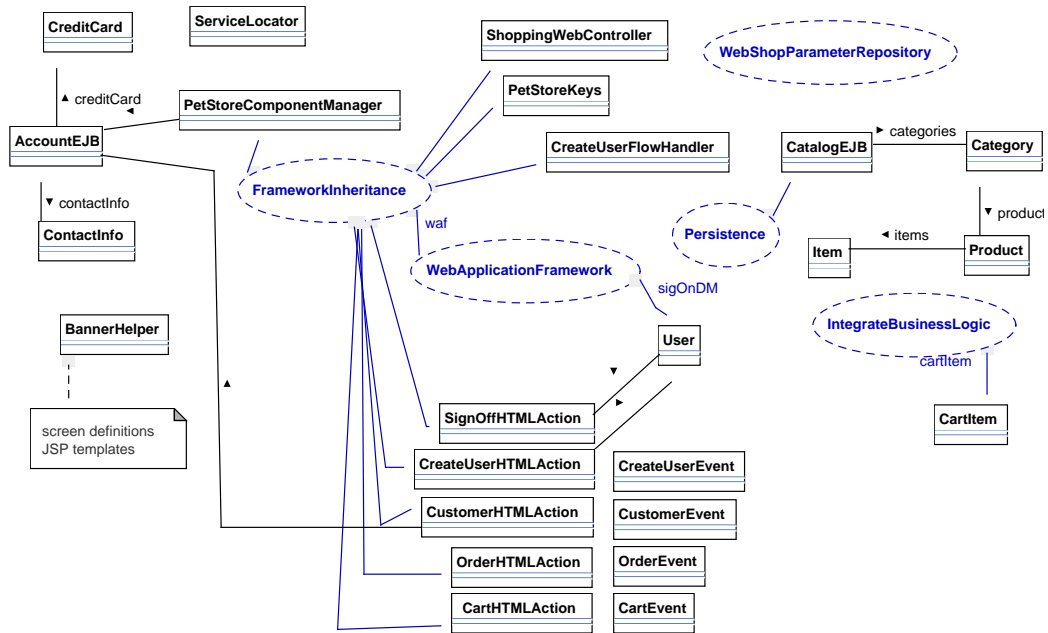 CreditCard
ServiceLocator
ShoppingWebController
WebShopParameterRepository
creditCard
PetStoreComponentManager
PetStoreKeys
AccountEJB
CreateUserFlowHandler
CatalogEJB
categories
Category
FrameworkInheritance
contactInfo
waf
product
ContactInfo
Persistence
items
Item
Product
WebApplicationFramework
sigOnDM
BannerHelper
User
IntegrateBusinessLogic
cartItem
screen definitions
JSP templates
SignOffHTMLAction
CartItem
CreateUserHTMLAction
CreateUserEvent
CustomerHTMLAction
CustomerEvent
OrderHTMLAction
OrderEvent
CartHTMLAction
CartEvent